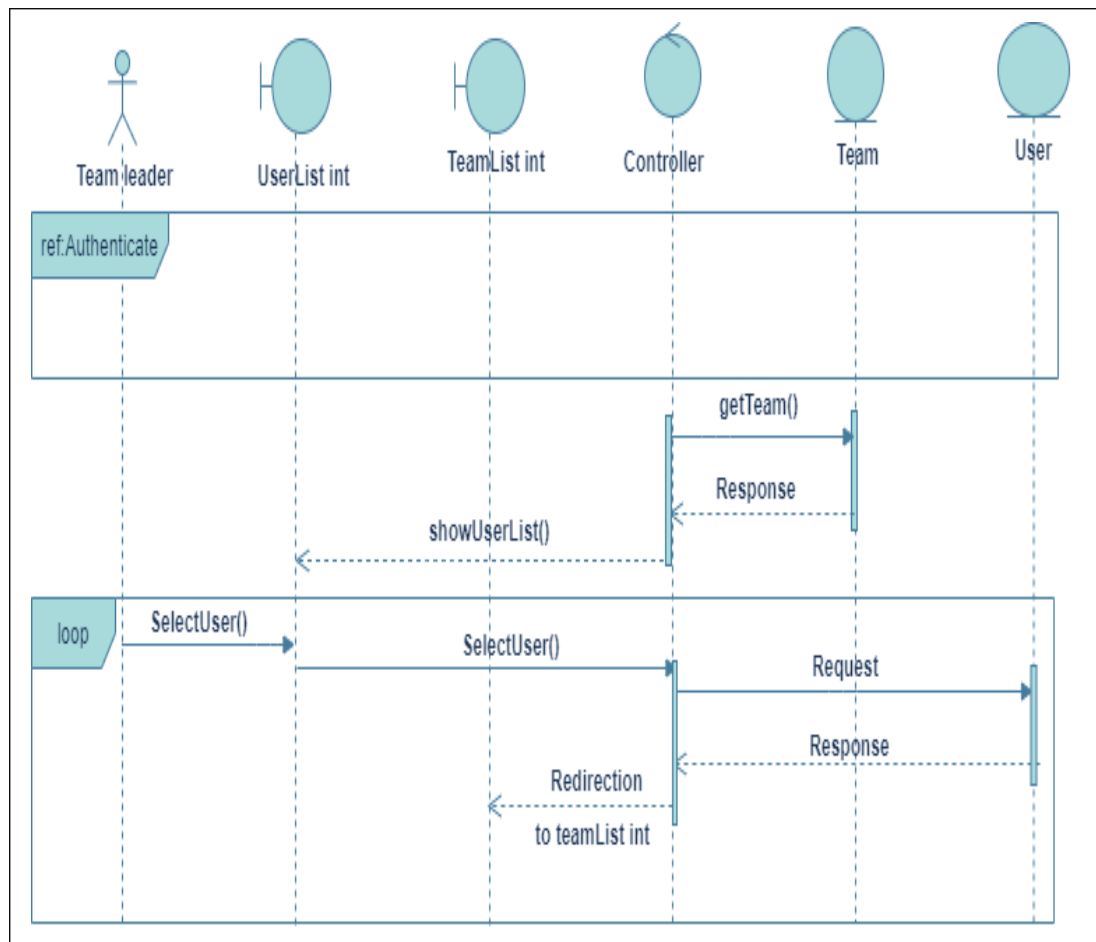 Team leader
UserList int
TeamList int
Controller
Team
User
ref:Authenticate
getTeam()
Response
showUserList()
loop
SelectUser()
SelectUser()
Request
Response
Redirection
to teamList int